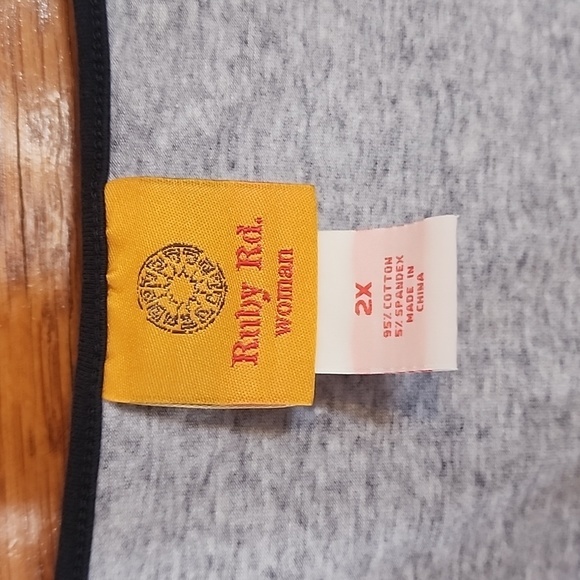 Ruby Rd.
woman
2X
95% COTTON
5% SPANDEX
MADE IN
CHINA